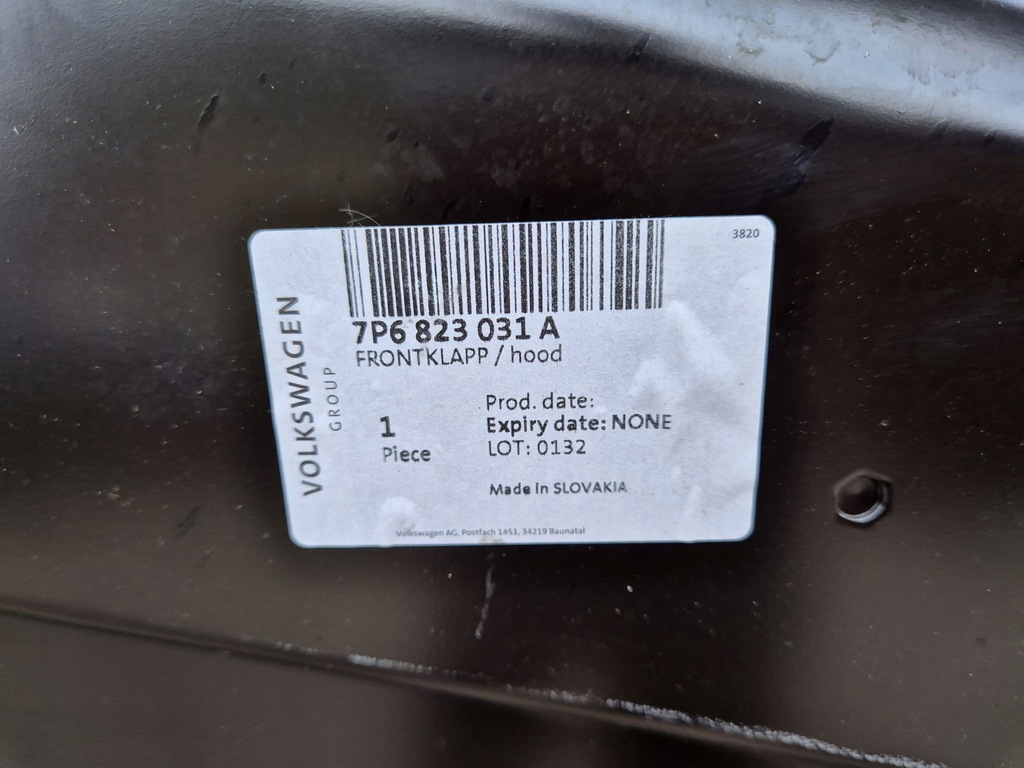 3820
7P6 823 031 A
FRONTKLAPP / hood
VOLKSWAGEN
GROUP
1
Piece
Prod. date:
Expiry date: NONE
LOT: 0132
Made in SLOVAKIA
Volkswagen AG, Postfach 1451, 34219 Baunatal